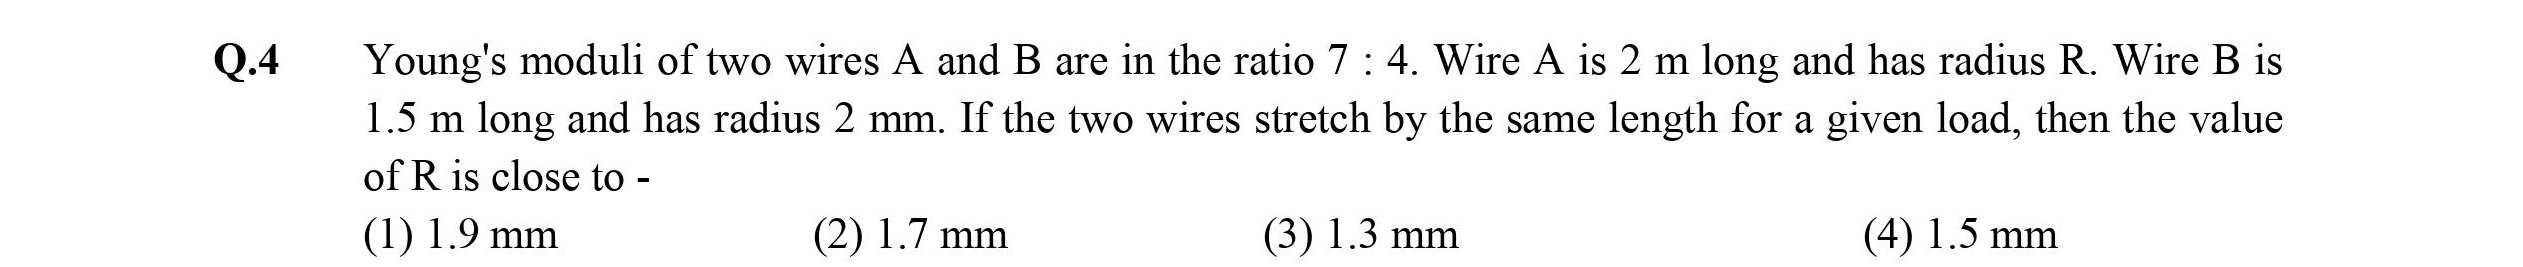 Q.4 Young's moduli of two wires A and B are in the ratio 7 : 4. Wire A is 2 m long and has radius R. Wire B is
1.5 m long and has radius 2 mm. If the two wires stretch by the same length for a given load, then the value
of R is close to -
(1) 1.9 mm (2) 1.7 mm (3) 1.3 mm (4) 1.5 mm